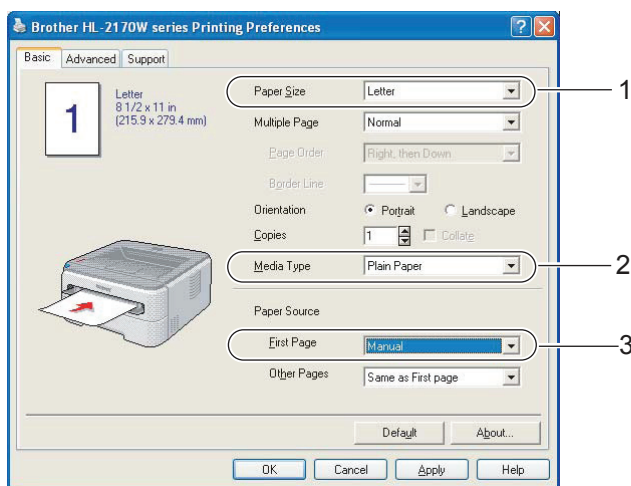 Brother HL-2170W series Printing Preferences
Basic Advanced Support
1
Letter
8 1/2 x 11 in
(215.9 x 279.4 mm)
Paper Size Letter 1
Multiple Page Normal
Page Order Right, then Down
Border Line
Orientation Portrait Landscape
Copies 1 Collate
Media Type Plain Paper 2
Paper Source
First Page Manual 3
Other Pages Same as First page
Default About...
OK Cancel Apply Help